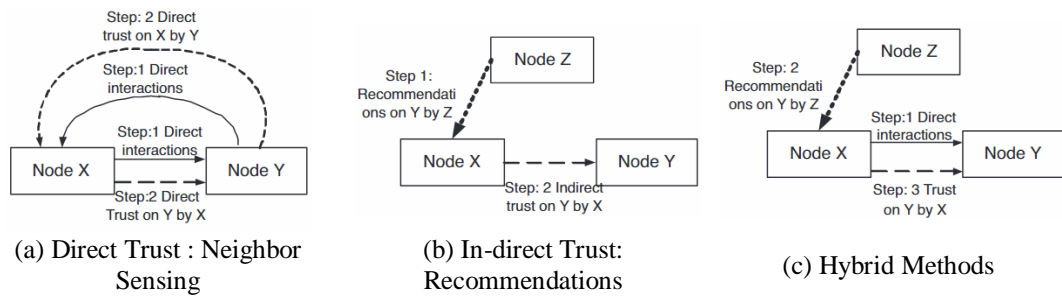 Step: 2 Direct
trust on X by Y
Step:1 Direct
interactions
Step:1 Direct
interactions
Node X
Node Y
Step:2 Direct
Trust on Y by X
(a) Direct Trust : Neighbor
Sensing
Node Z
Step 1:
Recommendati
ons on Y by Z
Node X
Node Y
Step: 2 Indirect
trust on Y by X
(b) In-direct Trust:
Recommendations
Node Z
Step: 2
Recommendati
ons on Y by Z
Step:1 Direct
interactions
Node X
Node Y
Step: 3 Trust
on Y by X
(c) Hybrid Methods